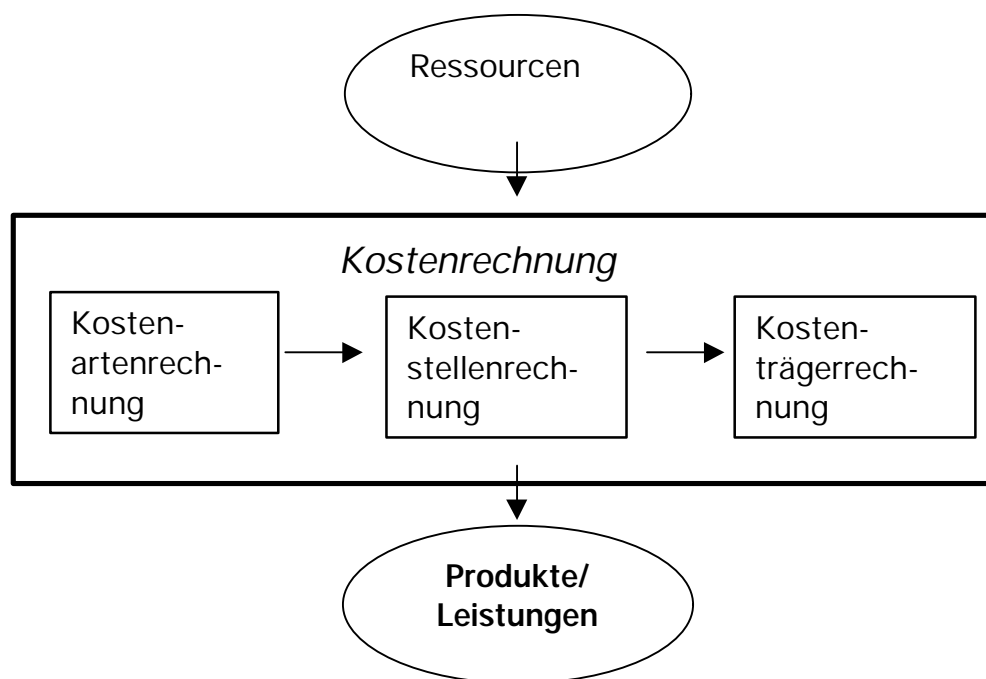 Ressourcen
Kostenrechnung
Kosten-
artenrech-
nung
Kosten-
stellenrech-
nung
Kosten-
trägerrech-
nung
Produkte/
Leistungen